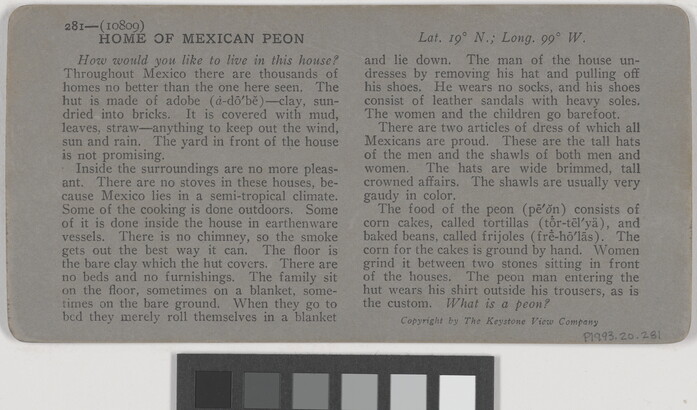 281—(10809)
HOME OF MEXICAN PEON
Lat. 19° N.; Long. 99° W.
How would you like to live in this house?
Throughout Mexico there are thousands of
homes no better than the one here seen. The
hut is made of adobe (á-dō'bĕ)—clay, sun-
dried into bricks. It is covered with mud,
leaves, straw—anything to keep out the wind,
sun and rain. The yard in front of the house
is not promising.
Inside the surroundings are no more pleas-
ant. There are no stoves in these houses, be-
cause Mexico lies in a semi-tropical climate.
Some of the cooking is done outdoors. Some
of it is done inside the house in earthenware
vessels. There is no chimney, so the smoke
gets out the best way it can. The floor is
the bare clay which the hut covers. There are
no beds and no furnishings. The family sit
on the floor, sometimes on a blanket, some-
times on the bare ground. When they go to
bed they merely roll themselves in a blanket
and lie down. The man of the house un-
dresses by removing his hat and pulling off
his shoes. He wears no socks, and his shoes
consist of leather sandals with heavy soles.
The women and the children go barefoot.
There are two articles of dress of which all
Mexicans are proud. These are the tall hats
of the men and the shawls of both men and
women. The hats are wide brimmed, tall
crowned affairs. The shawls are usually very
gaudy in color.
The food of the peon (pē'ŏn) consists of
corn cakes, called tortillas (tŏr-tēl'yä), and
baked beans, called frijoles (frē-hō'lās). The
corn for the cakes is ground by hand. Women
grind it between two stones sitting in front
of the houses. The peon man entering the
hut wears his shirt outside his trousers, as is
the custom. What is a peon?
Copyright by The Keystone View Company
P1993.20.281